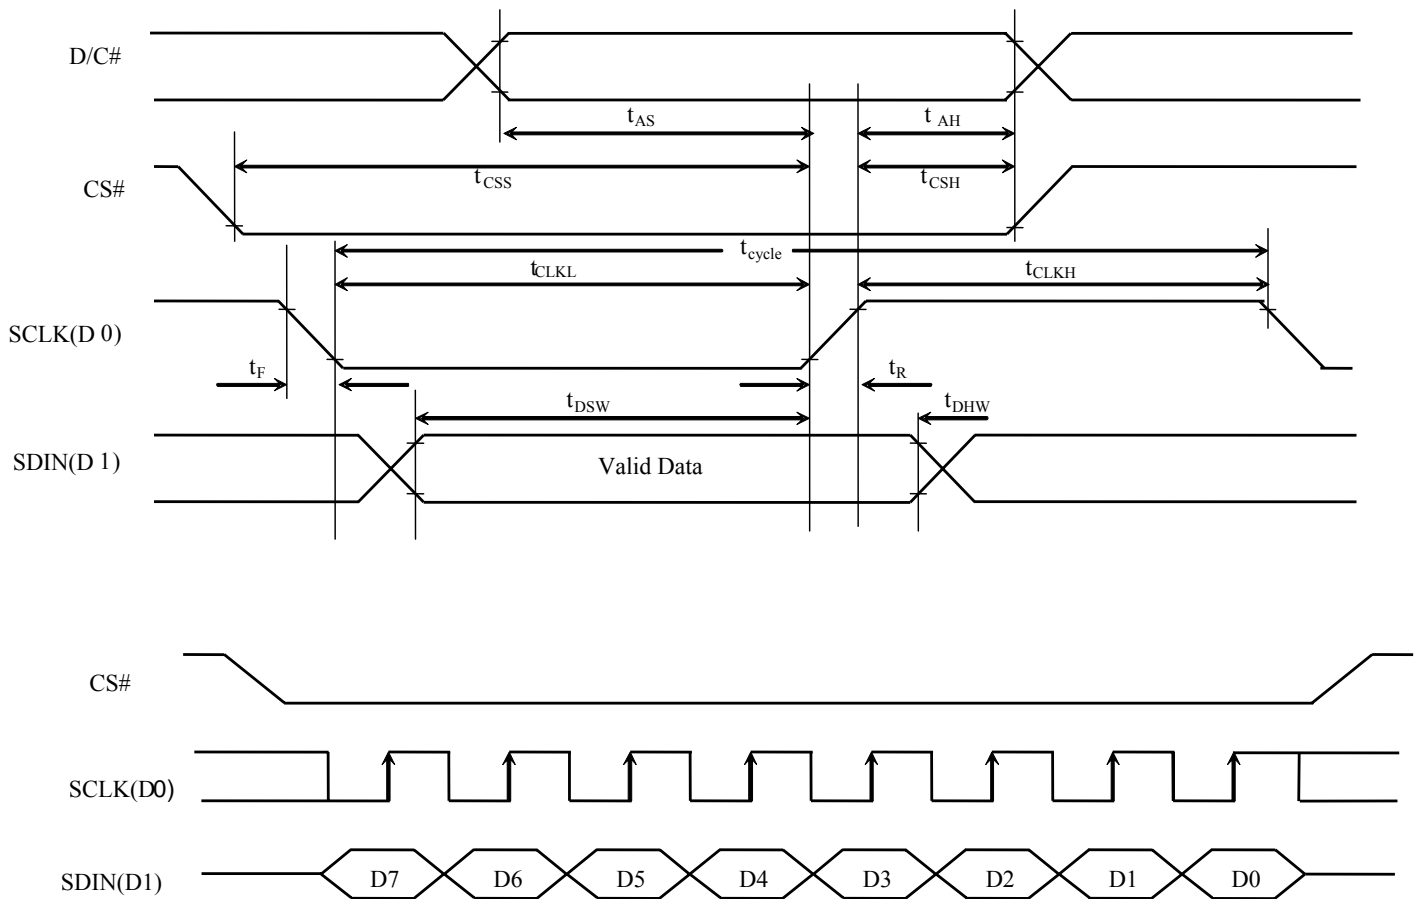 D/C#
tAS
t AH
CS#
tCSS
tCSH
tcycle
tCLKL
tCLKH
SCLK(D 0)
tF
tR
tDSW
tDHW
SDIN(D 1)
Valid Data
CS#
SCLK(D0)
SDIN(D1)
D7 D6 D5 D4 D3 D2 D1 D0